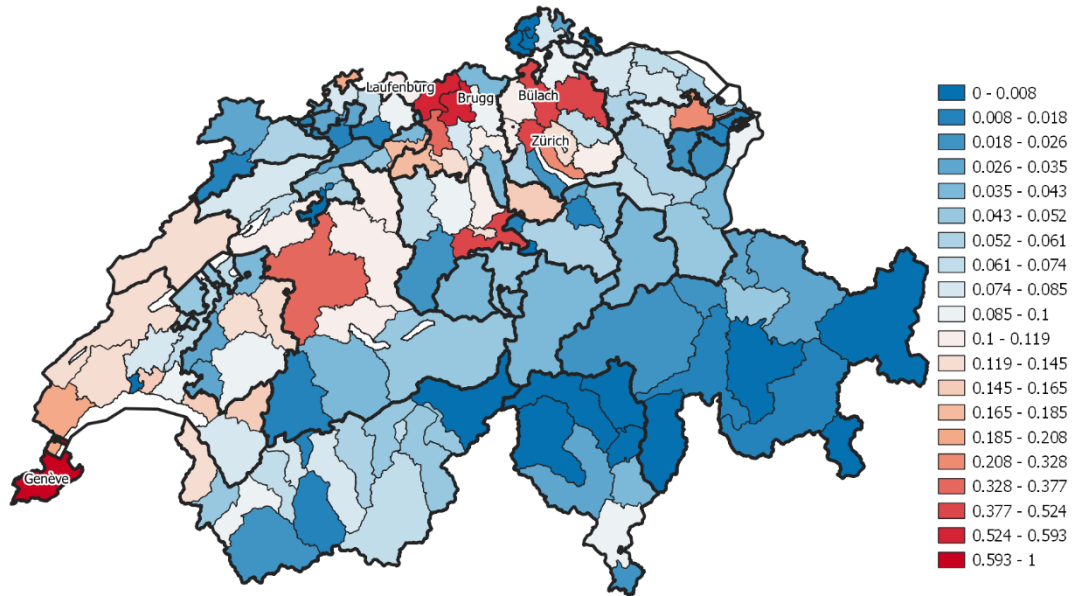 Laufenburg
Brugg
Bülach
Zürich
Genève
0 - 0.008
0.008 - 0.018
0.018 - 0.026
0.026 - 0.035
0.035 - 0.043
0.043 - 0.052
0.052 - 0.061
0.061 - 0.074
0.074 - 0.085
0.085 - 0.1
0.1 - 0.119
0.119 - 0.145
0.145 - 0.165
0.165 - 0.185
0.185 - 0.208
0.208 - 0.328
0.328 - 0.377
0.377 - 0.524
0.524 - 0.593
0.593 - 1